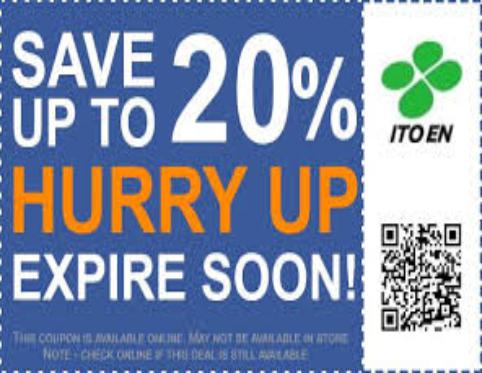 SAVE
UP TO 20%
HURRY UP
EXPIRE SOON!
THIS COUPON IS AVAILABLE ONLINE. MAY NOT BE AVAILABLE IN STORE
NOTE - CHECK ONLINE IF THIS DEAL IS STILL AVAILABLE
ITO EN